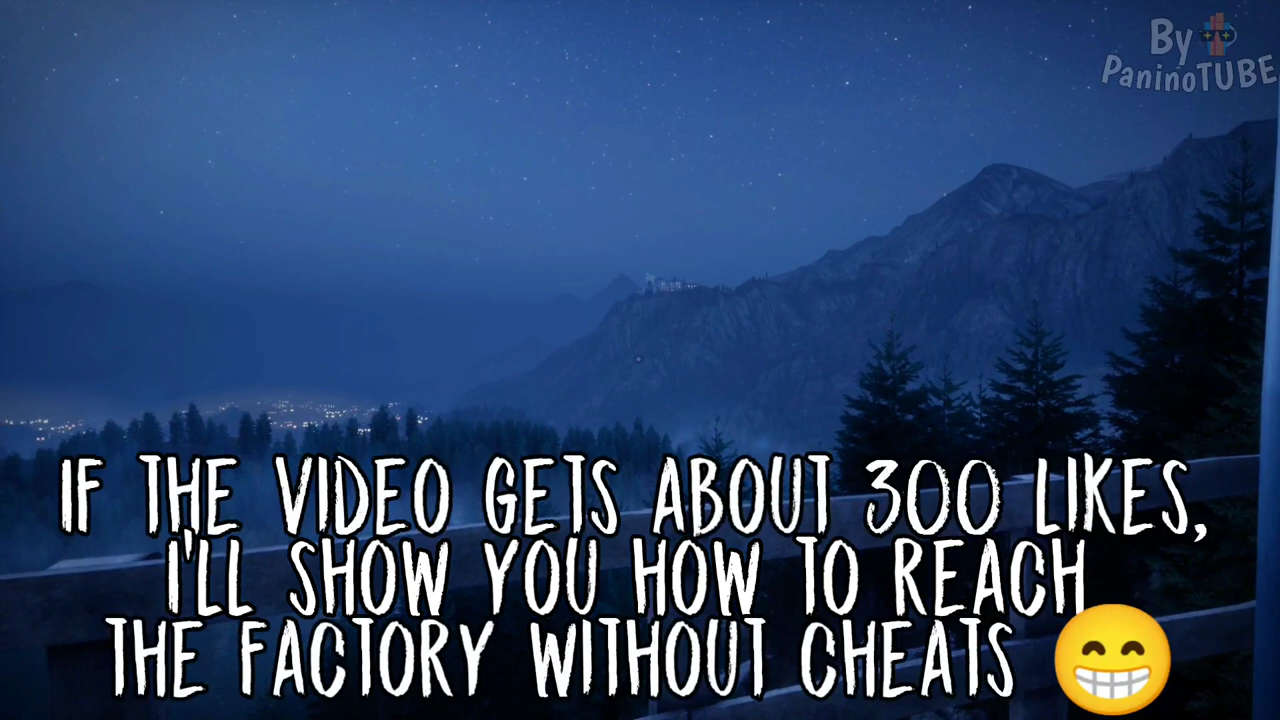 By
PaninoTUBE
IF THE VIDEO GETS ABOUT 300 LIKES,
I'LL SHOW YOU HOW TO REACH
THE FACTORY WITHOUT CHEATS 😁